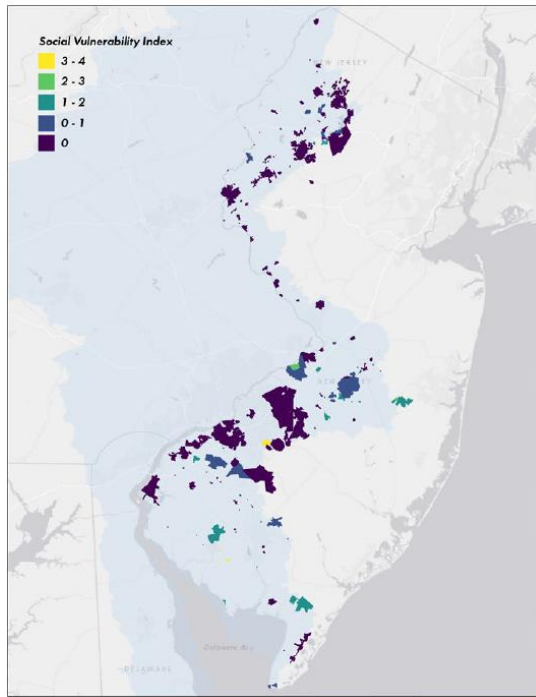 Social Vulnerability Index
3 - 4
2 - 3
1 - 2
0 - 1
0
NEW JERSEY
Delaware Bay
DELAWARE